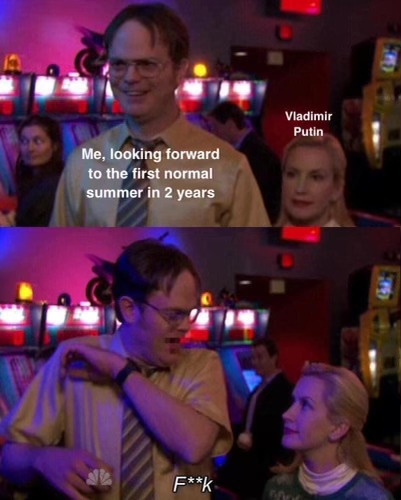 Vladimir
Putin
Me, looking forward
to the first normal
summer in 2 years
F**k